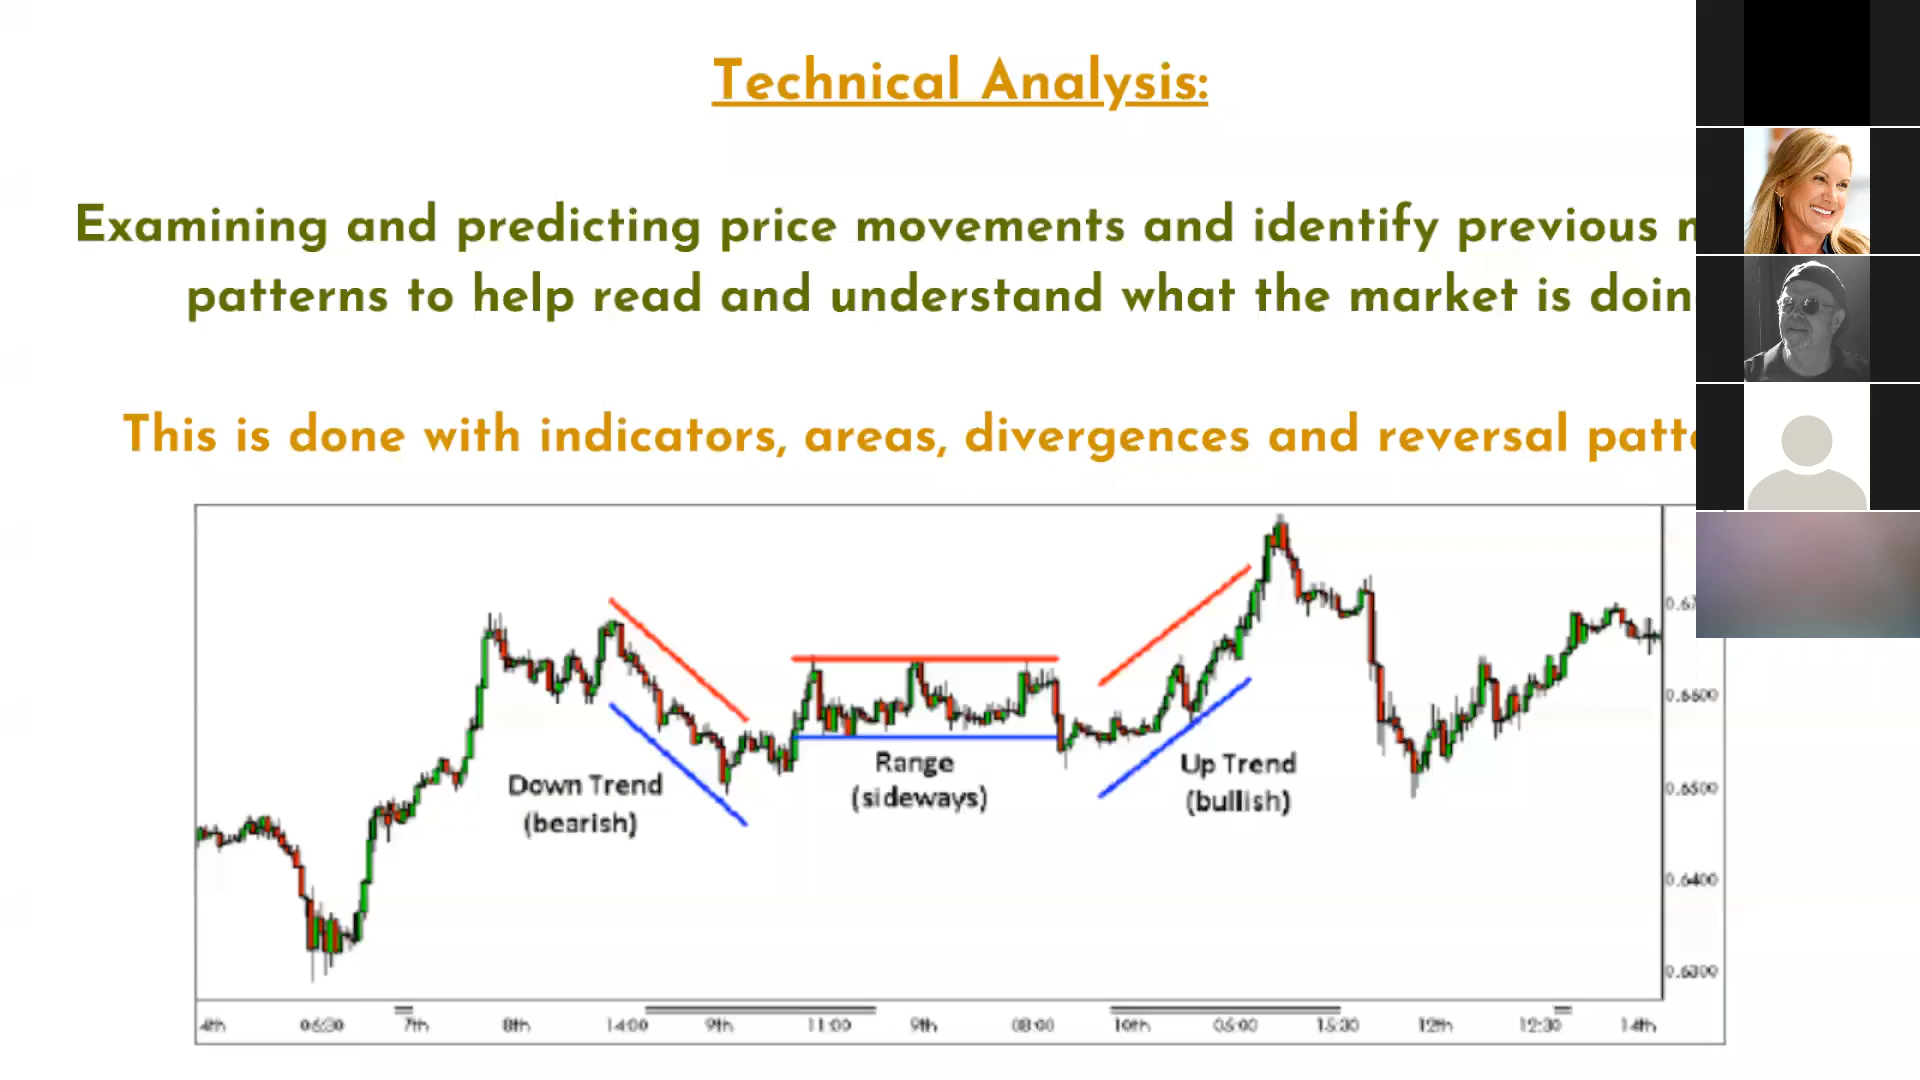 Technical Analysis:
Examining and predicting price movements and identify previous
patterns to help read and understand what the market is doin
This is done with indicators, areas, divergences and reversal patt
Down Trend
(bearish)
Range
(sideways)
Up Trend
(bullish)
0.67
0.6600
0.6500
0.6400
0.6300
4th 06:30 7th 8th 14:00 9th 11:00 9th 08:00 10th 05:00 15:30 12th 12:30 14th